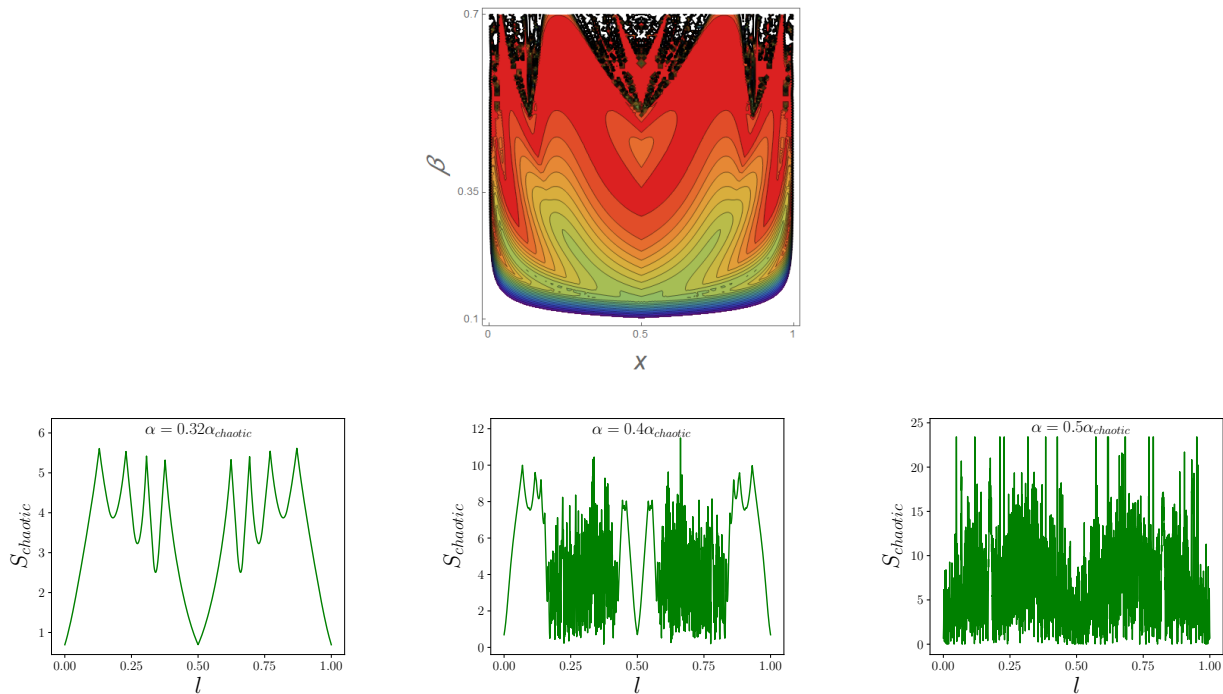 0.7
β
0.35
0.1
0 0.5 1
x
α = 0.32α_chaotic
6
5
4
3
2
1
S_chaotic
0.00 0.25 0.50 0.75 1.00
l
α = 0.4α_chaotic
12
10
8
6
4
2
0
S_chaotic
0.00 0.25 0.50 0.75 1.00
l
α = 0.5α_chaotic
25
20
15
10
5
0
S_chaotic
0.00 0.25 0.50 0.75 1.00
l